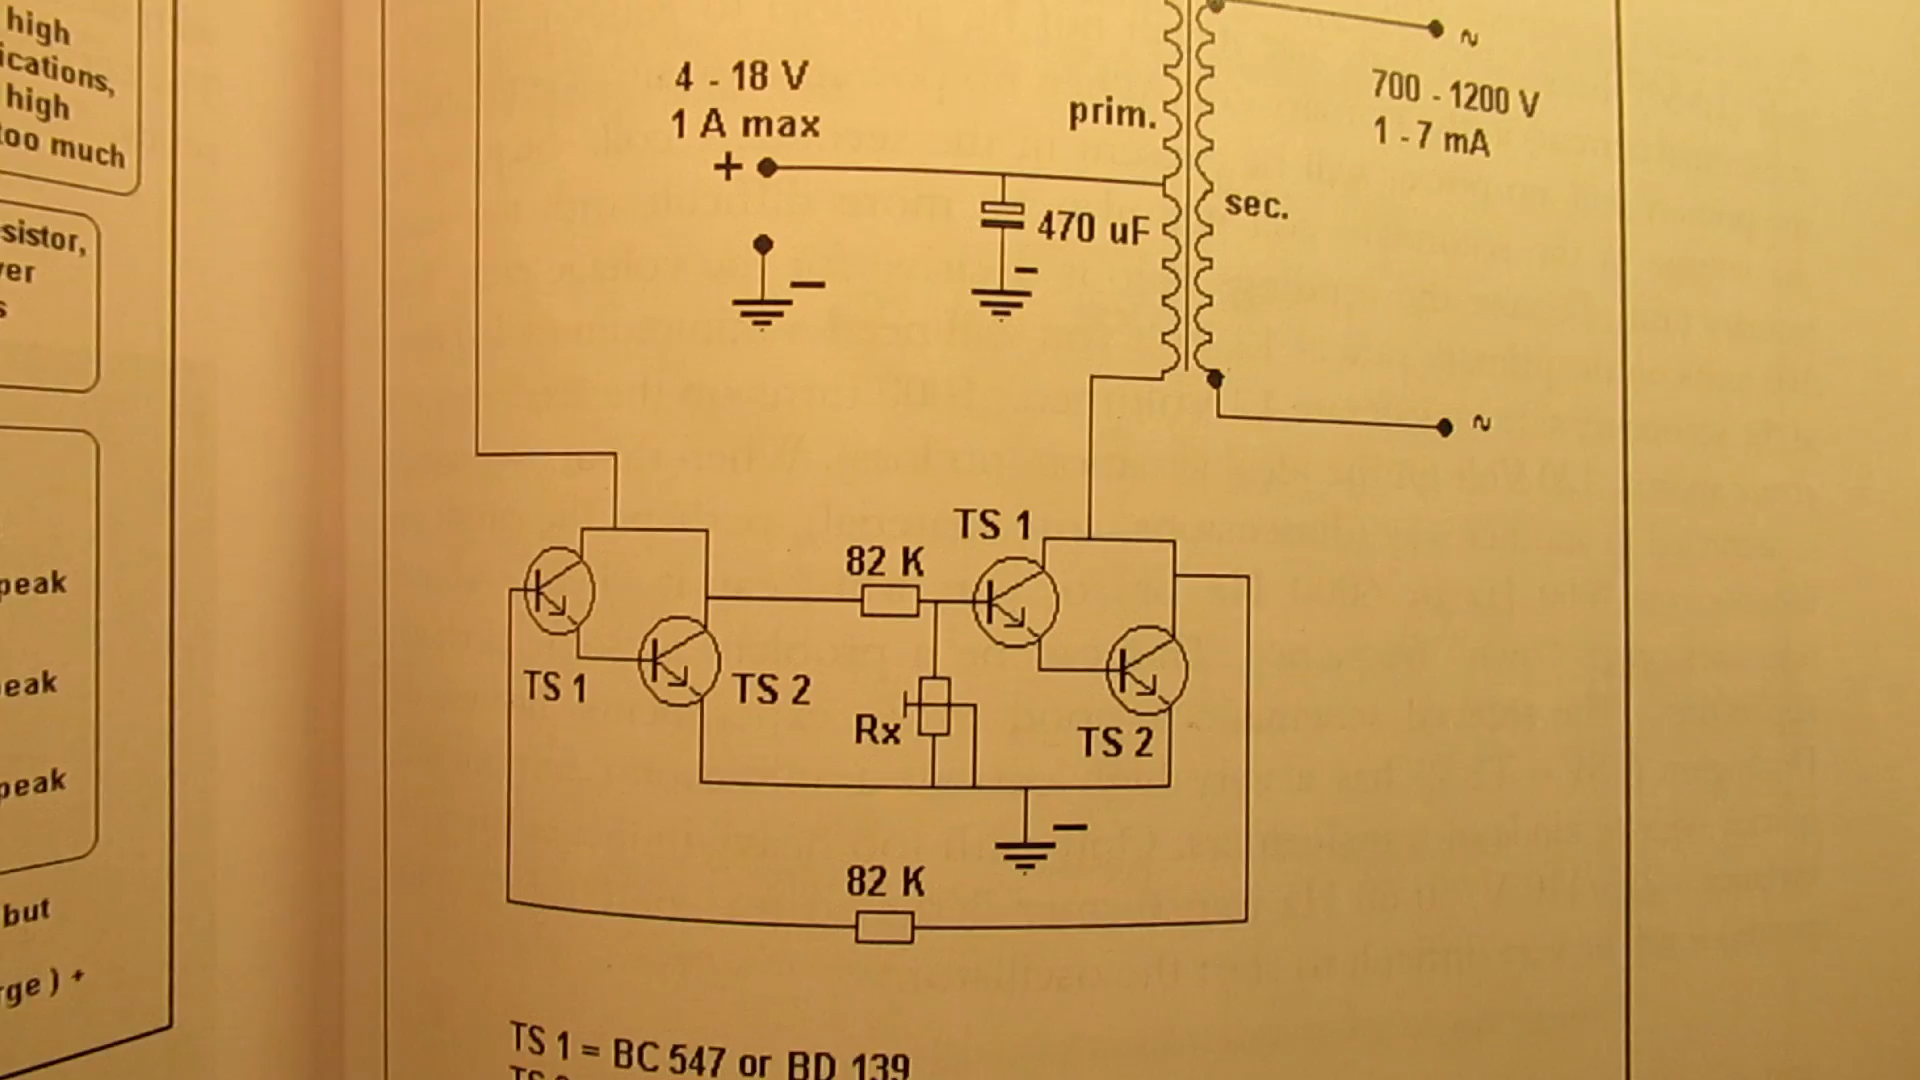 high
ications,
high
too much
sistor,
ver
s
peak
eak
peak
but
rge ) +
4 - 18 V
1 A max
+
prim.
~
700 - 1200 V
1 - 7 mA
sec.
470 uF
−
−
~
TS 1
82 K
TS 1
TS 2
Rx
TS 2
−
82 K
TS 1 = BC 547 or BD 139